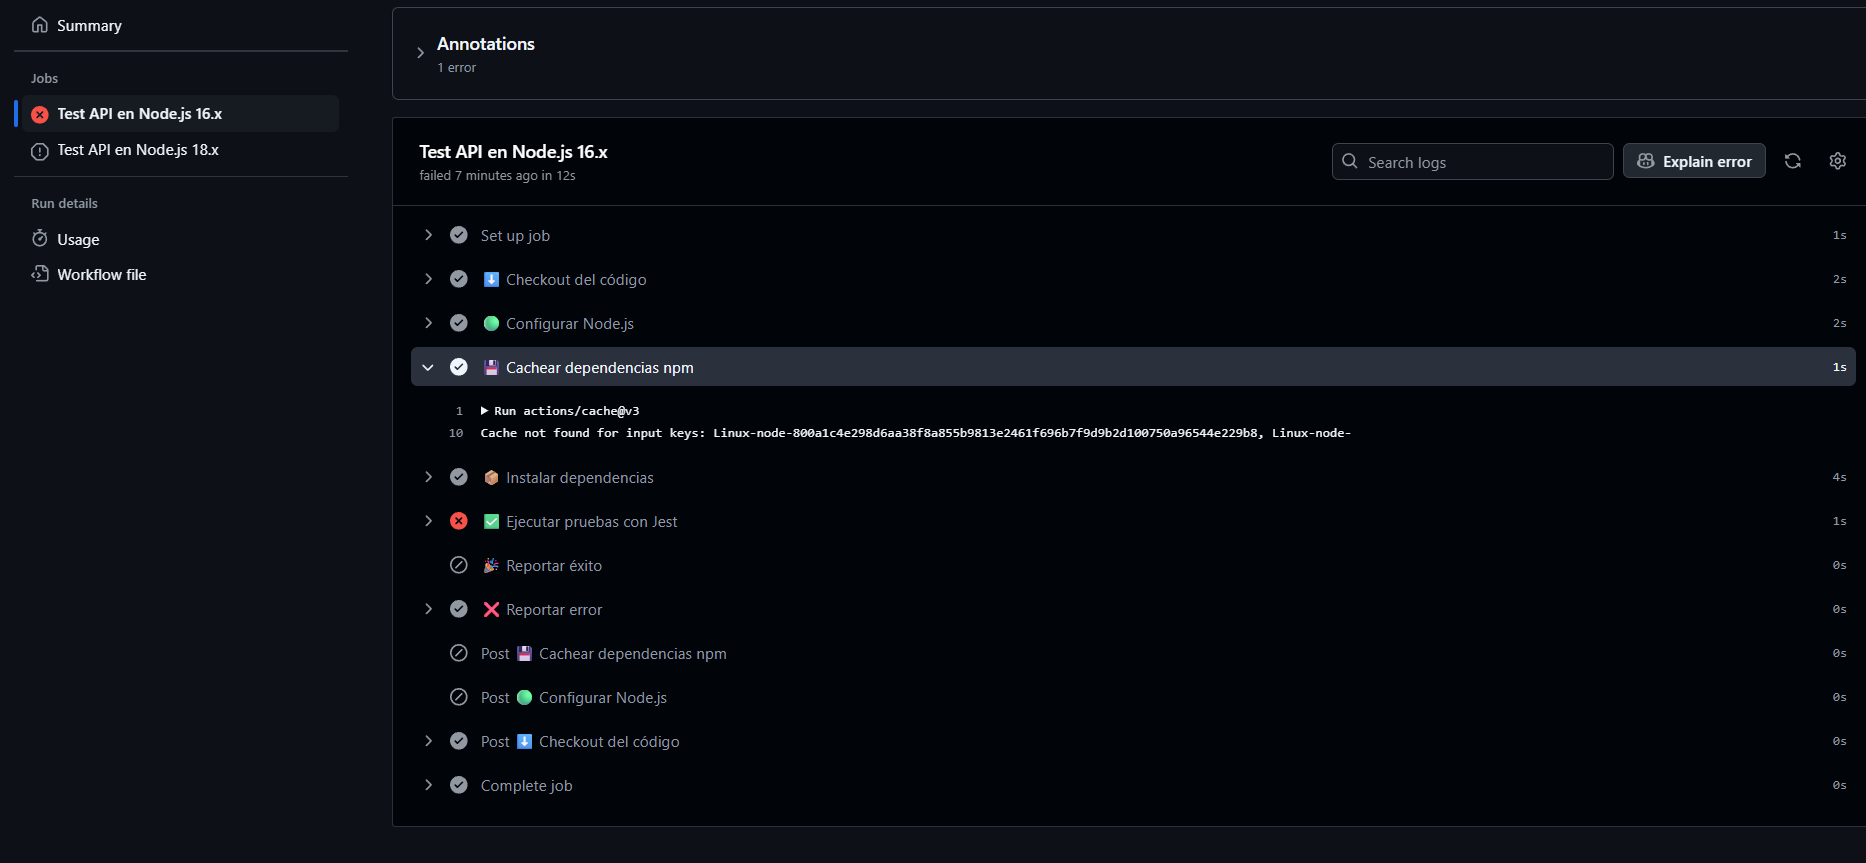 Summary
Jobs
Test API en Node.js 16.x
Test API en Node.js 18.x
Run details
Usage
Workflow file
Annotations
1 error
Test API en Node.js 16.x
failed 7 minutes ago in 12s
Search logs
Explain error
Set up job 1s
Checkout del código 2s
Configurar Node.js 2s
Cachear dependencias npm 1s
1 Run actions/cache@v3
10 Cache not found for input keys: Linux-node-800a1c4e298d6aa38f8a855b9813e2461f696b7f9d9b2d100750a96544e229b8, Linux-node-
Instalar dependencias 4s
Ejecutar pruebas con Jest 1s
Reportar éxito 0s
Reportar error 0s
Post Cachear dependencias npm 0s
Post Configurar Node.js 0s
Post Checkout del código 0s
Complete job 0s